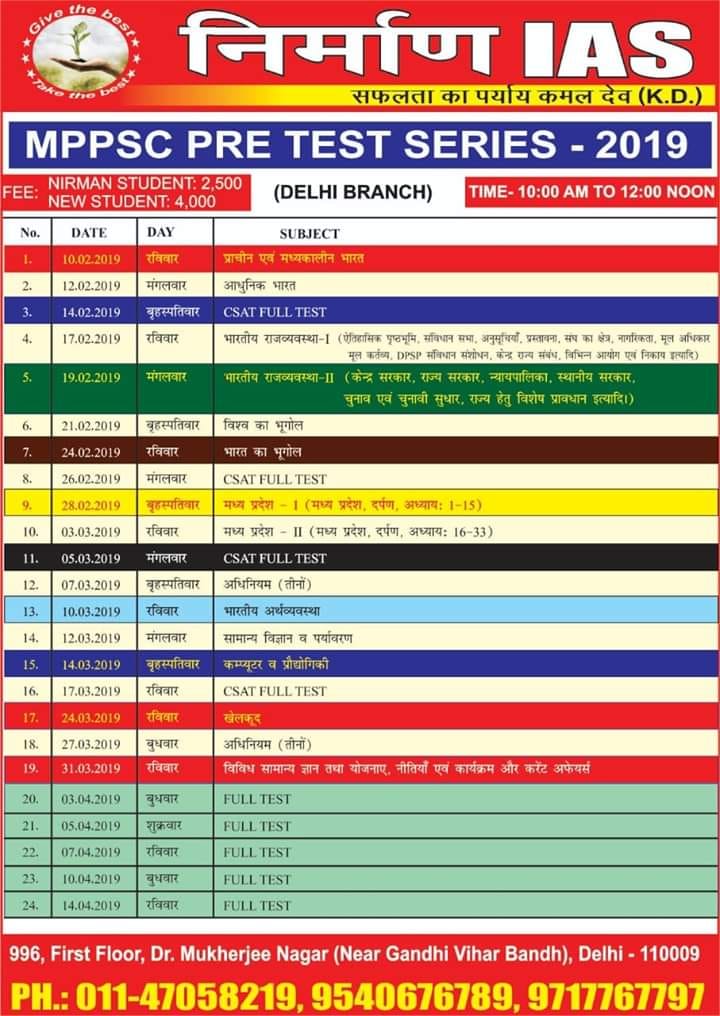 Give the best
Take the best
निर्माण IAS
सफलता का पर्याय कमल देव (K.D.)
MPPSC PRE TEST SERIES - 2019
FEE: NIRMAN STUDENT: 2,500
NEW STUDENT: 4,000
(DELHI BRANCH)
TIME- 10:00 AM TO 12:00 NOON
No. DATE DAY SUBJECT
1. 10.02.2019 रविवार प्राचीन एवं मध्यकालीन भारत
2. 12.02.2019 मंगलवार आधुनिक भारत
3. 14.02.2019 बृहस्पतिवार CSAT FULL TEST
4. 17.02.2019 रविवार भारतीय राजव्यवस्था-I (ऐतिहासिक पृष्ठभूमि, संविधान सभा, अनुसूचियाँ, प्रस्तावना, संघ का क्षेत्र, नागरिकता, मूल अधिकार
मूल कर्तव्य, DPSP संविधान संशोधन, केन्द्र राज्य संबंध, विभिन्न आयोग एवं निकाय इत्यादि)
5. 19.02.2019 मंगलवार भारतीय राजव्यवस्था-II (केन्द्र सरकार, राज्य सरकार, न्यायपालिका, स्थानीय सरकार,
चुनाव एवं चुनावी सुधार, राज्य हेतु विशेष प्रावधान इत्यादि।)
6. 21.02.2019 बृहस्पतिवार विश्व का भूगोल
7. 24.02.2019 रविवार भारत का भूगोल
8. 26.02.2019 मंगलवार CSAT FULL TEST
9. 28.02.2019 बृहस्पतिवार मध्य प्रदेश - I (मध्य प्रदेश, दर्पण, अध्याय: 1-15)
10. 03.03.2019 रविवार मध्य प्रदेश - II (मध्य प्रदेश, दर्पण, अध्याय: 16-33)
11. 05.03.2019 मंगलवार CSAT FULL TEST
12. 07.03.2019 बृहस्पतिवार अधिनियम (तीनों)
13. 10.03.2019 रविवार भारतीय अर्थव्यवस्था
14. 12.03.2019 मंगलवार सामान्य विज्ञान व पर्यावरण
15. 14.03.2019 बृहस्पतिवार कम्प्यूटर व प्रौद्योगिकी
16. 17.03.2019 रविवार CSAT FULL TEST
17. 24.03.2019 रविवार खेलकूद
18. 27.03.2019 बुधवार अधिनियम (तीनों)
19. 31.03.2019 रविवार विविध सामान्य ज्ञान तथा योजनाए, नीतियाँ एवं कार्यक्रम और करेंट अफेयर्स
20. 03.04.2019 बुधवार FULL TEST
21. 05.04.2019 शुक्रवार FULL TEST
22. 07.04.2019 रविवार FULL TEST
23. 10.04.2019 बुधवार FULL TEST
24. 14.04.2019 रविवार FULL TEST
996, First Floor, Dr. Mukherjee Nagar (Near Gandhi Vihar Bandh), Delhi - 110009
PH.: 011-47058219, 9540676789, 9717767797